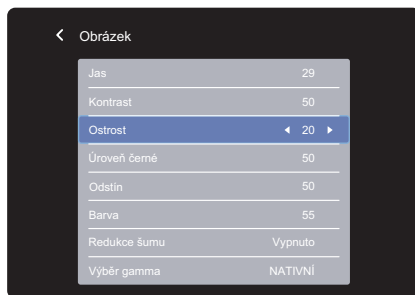 Obrázek
Jas 29
Kontrast 50
Ostrost 20
Úroveň černé 50
Odstín 50
Barva 55
Redukce šumu Vypnuto
Výběr gamma NATIVNÍ